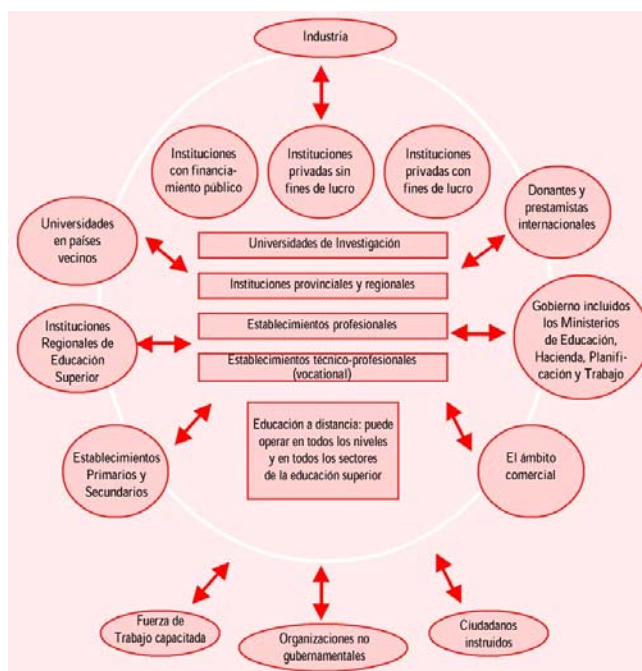 Industria
Instituciones
con financia-
miento público
Instituciones
privadas sin
fines de lucro
Instituciones
privadas con
fines de lucro
Universidades
en países
vecinos
Donantes y
prestamistas
internacionales
Universidades de Investigación
Instituciones provinciales y regionales
Establecimientos profesionales
Establecimientos técnico-profesionales
(vocational)
Instituciones
Regionales de
Educación
Superior
Gobierno incluidos
los Ministerios
de Educación,
Hacienda, Planifi-
cación y Trabajo
Educación a distancia: puede
operar en todos los niveles
y en todos los sectores
de la educación superior
Establecimientos
Primarios y
Secundarios
El ámbito
comercial
Fuerza de
Trabajo capacitada
Organizaciones no
gubernamentales
Ciudadanos
instruidos